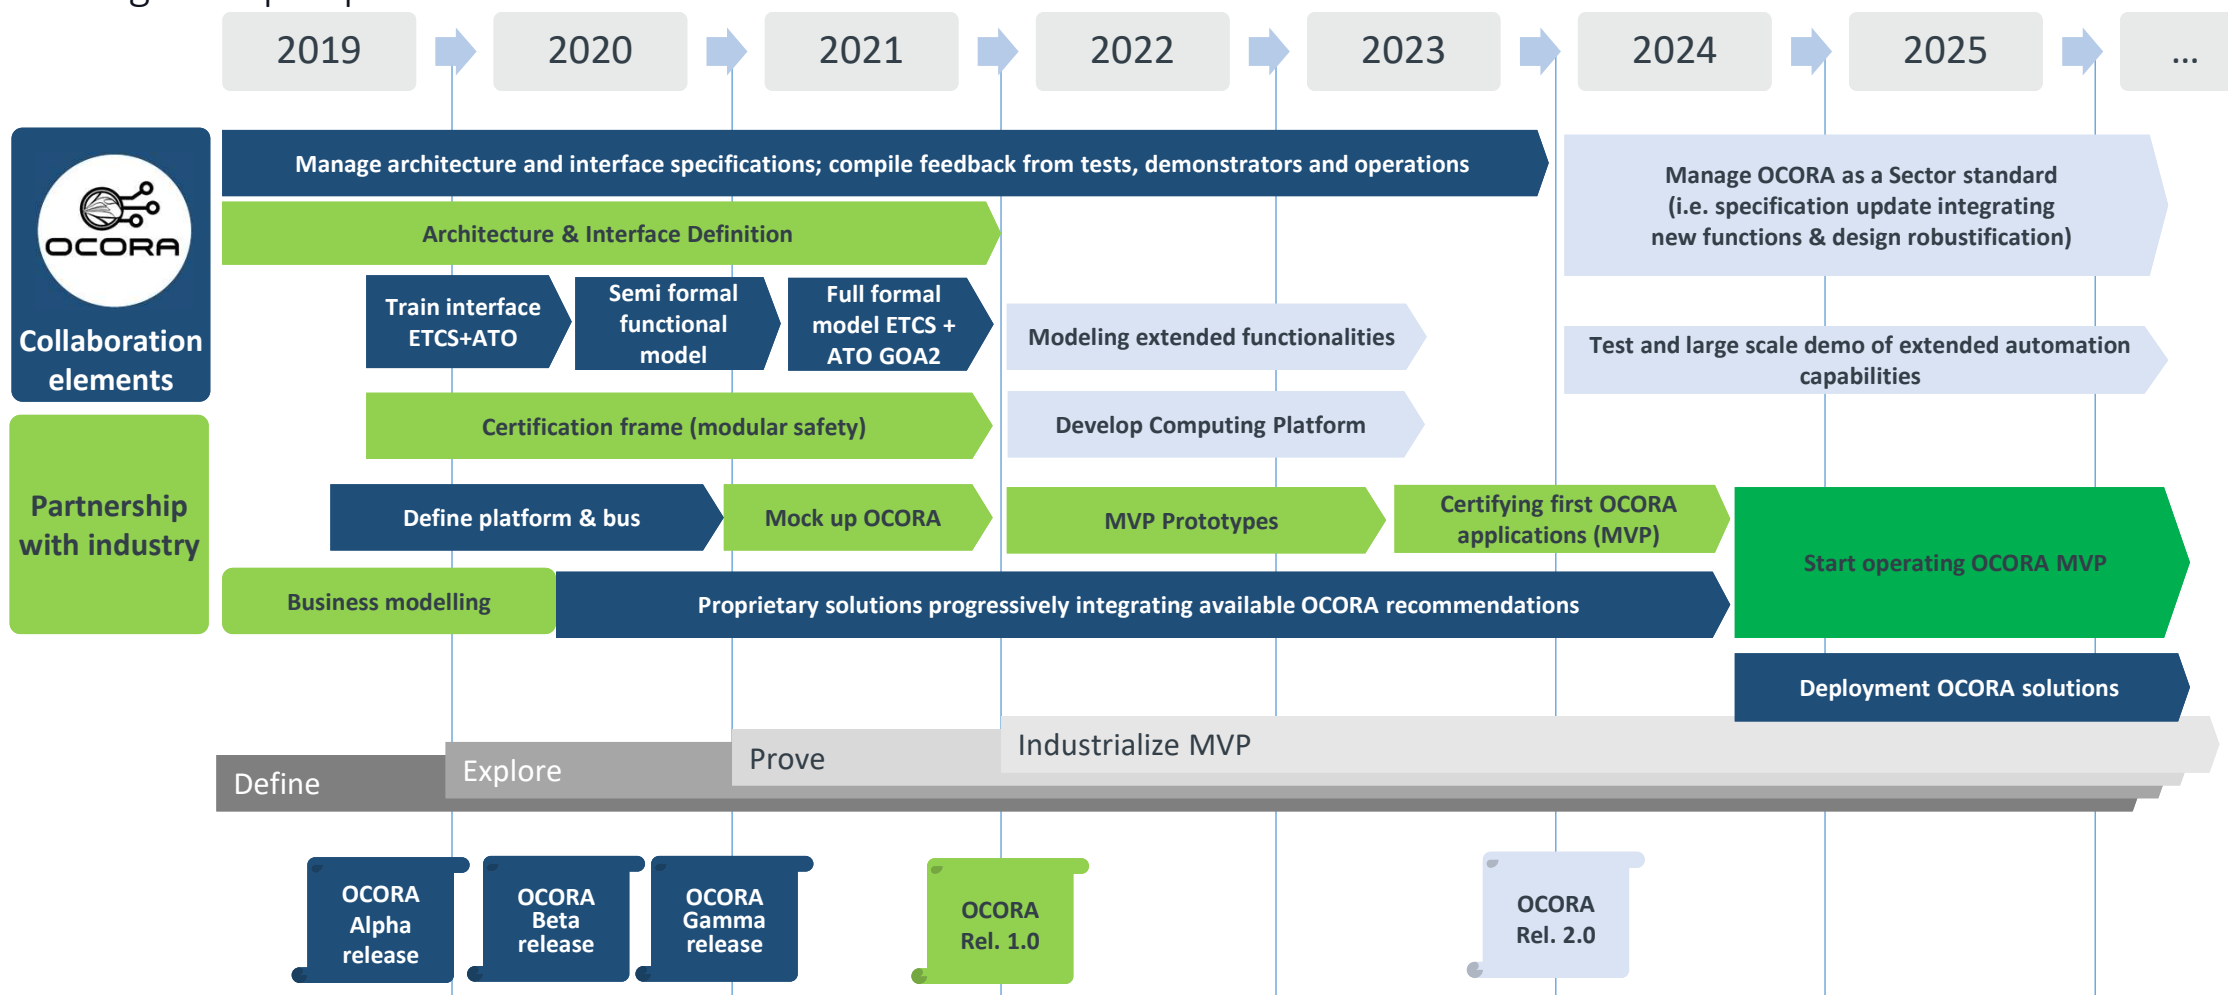 2019
2020
2021
2022
2023
2024
2025
...
OCORA
Collaboration
elements
Partnership
with industry
Manage architecture and interface specifications; compile feedback from tests, demonstrators and operations
Manage OCORA as a Sector standard
(i.e. specification update integrating
new functions & design robustification)
Architecture & Interface Definition
Train interface
ETCS+ATO
Semi formal
functional
model
Full formal
model ETCS +
ATO GOA2
Modeling extended functionalities
Test and large scale demo of extended automation
capabilities
Certification frame (modular safety)
Develop Computing Platform
Define platform & bus
Mock up OCORA
MVP Prototypes
Certifying first OCORA
applications (MVP)
Start operating OCORA MVP
Business modelling
Proprietary solutions progressively integrating available OCORA recommendations
Deployment OCORA solutions
Define
Explore
Prove
Industrialize MVP
OCORA
Alpha
release
OCORA
Beta
release
OCORA
Gamma
release
OCORA
Rel. 1.0
OCORA
Rel. 2.0